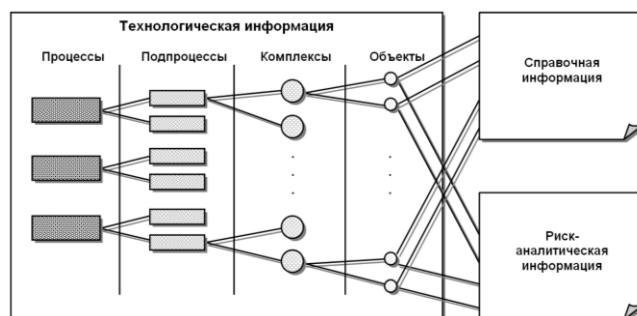 Технологическая информация
Процессы
Подпроцессы
Комплексы
Объекты
Справочная
информация
Риск-
аналитическая
информация